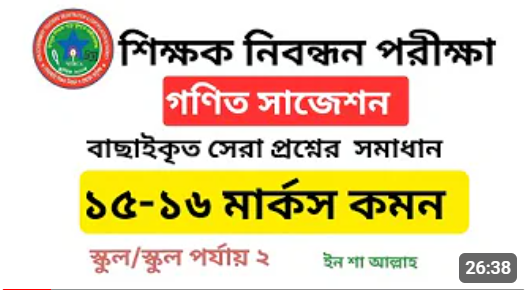 শিক্ষক নিবন্ধন পরীক্ষা
গণিত সাজেশন
বাছাইকৃত সেরা প্রশ্নের সমাধান
১৫-১৬ মার্কস কমন
স্কুল/স্কুল পর্যায় ২
ইন শা আল্লাহ
26:38